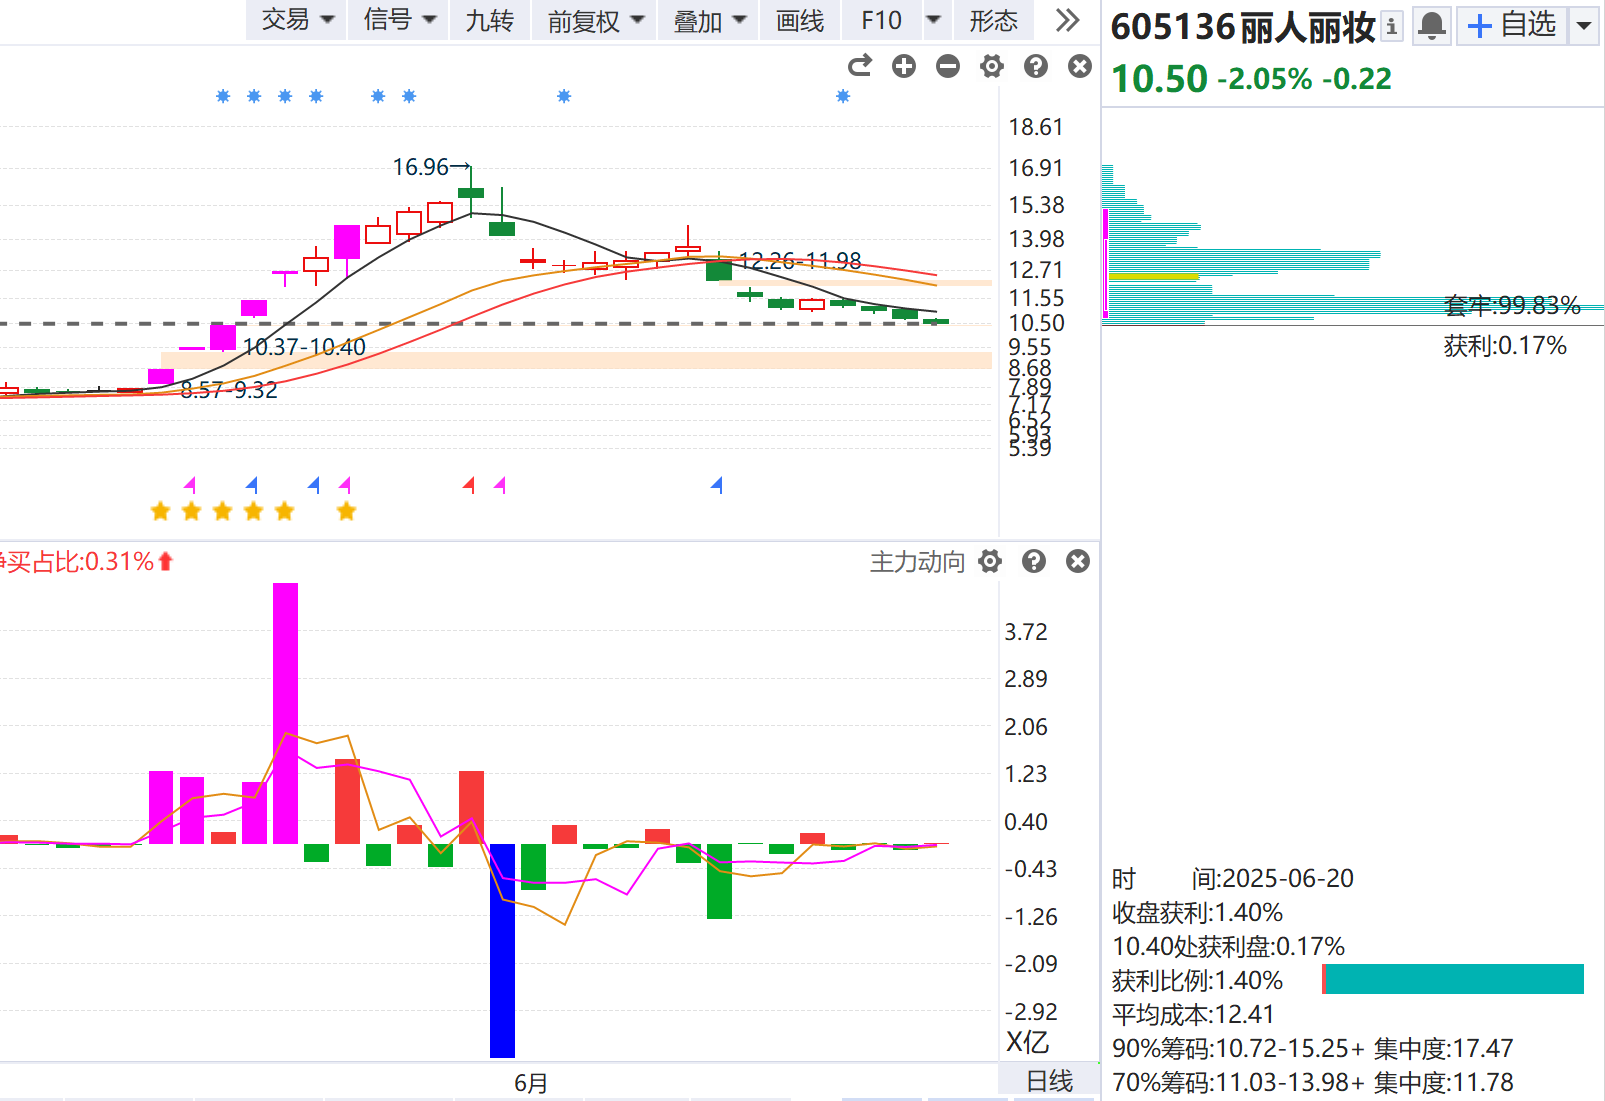 交易 信号 九转 前复权 叠加 画线 F10 形态
605136 丽人丽妆 i 自选
10.50 -2.05% -0.22
18.61
16.96→
16.91
15.38
13.98
12.71
12.26-11.98
11.55
10.50
10.37-10.40
9.55
8.68
8.57-9.32
7.89
7.17
6.52
5.93
5.39
套牢:99.83%
获利:0.17%
净买占比:0.31% 主力动向
3.72
2.89
2.06
1.23
0.40
-0.43
-1.26
-2.09
-2.92
X亿
6月 日线
时 间:2025-06-20
收盘获利:1.40%
10.40处获利盘:0.17%
获利比例:1.40%
平均成本:12.41
90%筹码:10.72-15.25+ 集中度:17.47
70%筹码:11.03-13.98+ 集中度:11.78